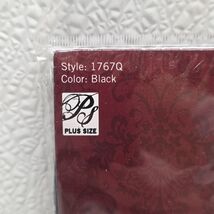 Style: 1767Q
Color: Black
PS
PLUS SIZE